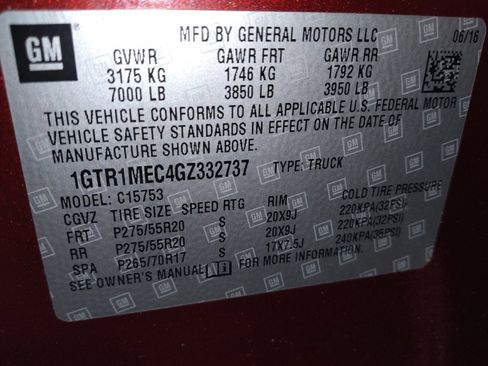 GM
MFD BY GENERAL MOTORS LLC
06/16
GVWR GAWR FRT GAWR RR
3175 KG 1746 KG 1792 KG
7000 LB 3850 LB 3950 LB
THIS VEHICLE CONFORMS TO ALL APPLICABLE U.S. FEDERAL MOTOR
VEHICLE SAFETY STANDARDS IN EFFECT ON THE DATE OF
MANUFACTURE SHOWN ABOVE.
1GTR1MEC4GZ332737 TYPE: TRUCK
MODEL: C15753
CGVZ TIRE SIZE SPEED RTG RIM COLD TIRE PRESSURE
FRT P275/55R20 S 20X9J 220KPA(32PSI)
RR P275/55R20 S 20X9J 220KPA(32PSI)
SPA P265/70R17 S 17X7.5J 240KPA(35PSI)
SEE OWNER'S MANUAL FOR MORE INFORMATION.